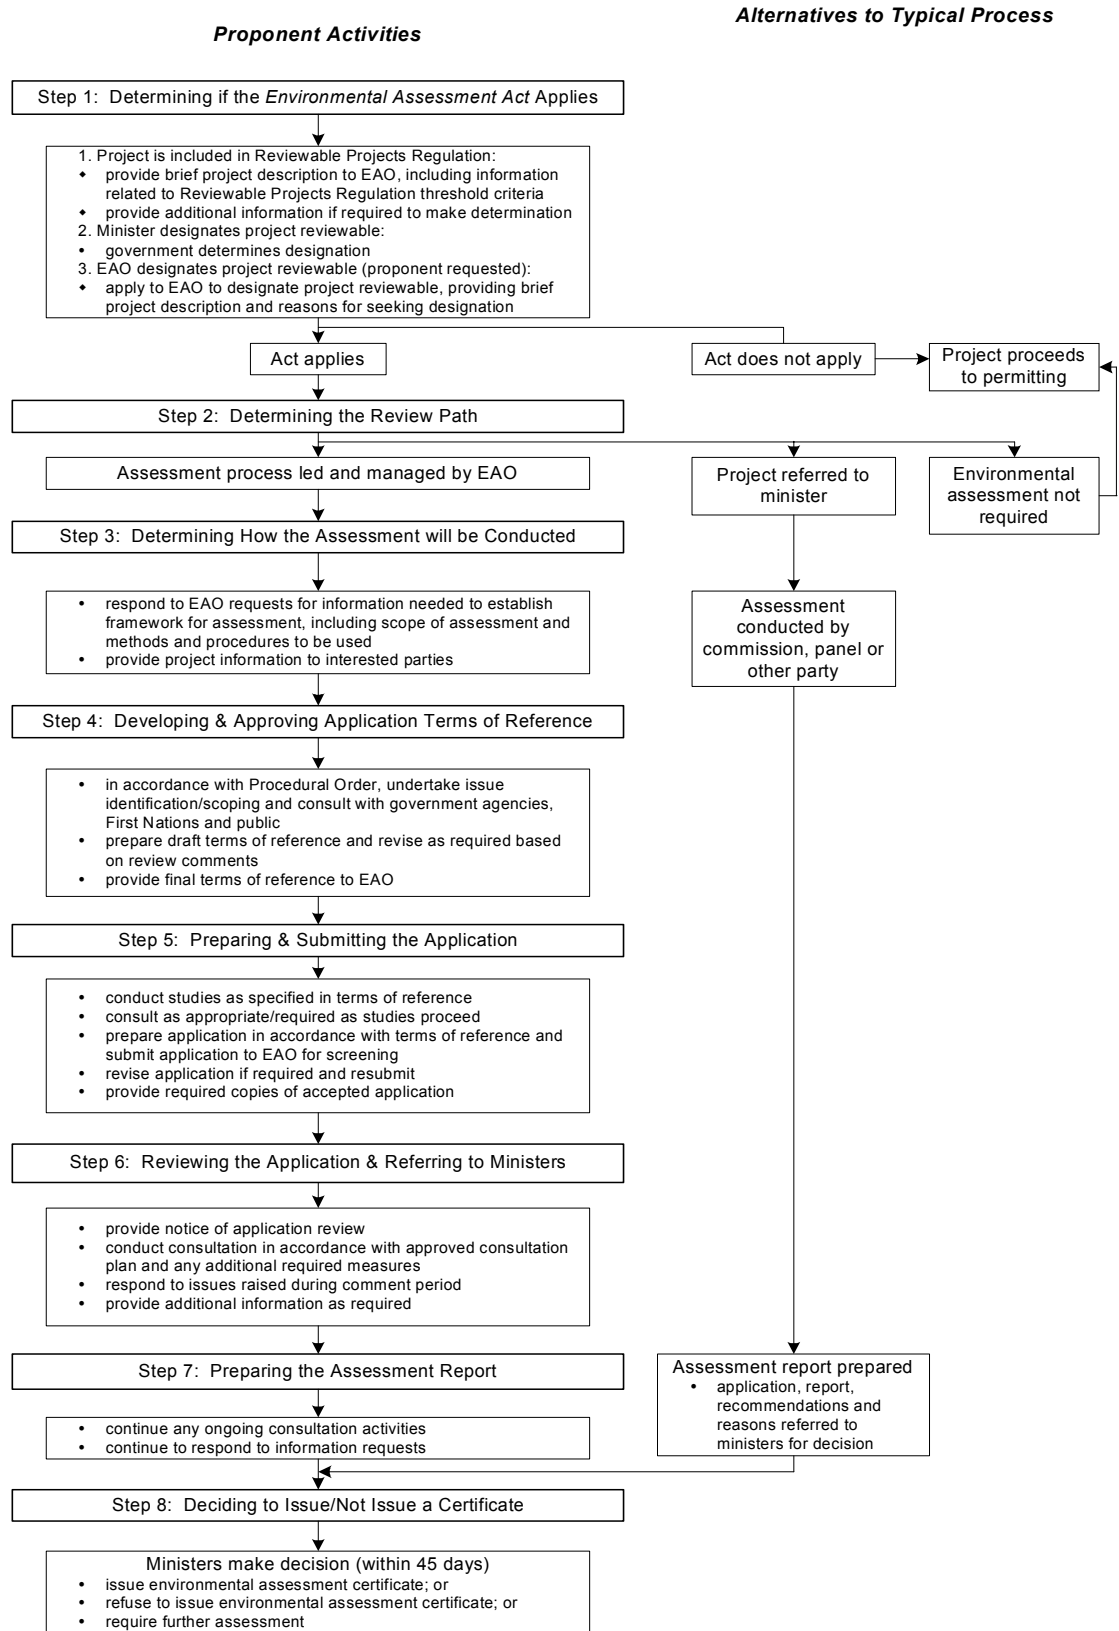 Proponent Activities
Alternatives to Typical Process
Step 1: Determining if the Environmental Assessment Act Applies
1. Project is included in Reviewable Projects Regulation:
◆ provide brief project description to EAO, including information
related to Reviewable Projects Regulation threshold criteria
◆ provide additional information if required to make determination
2. Minister designates project reviewable:
• government determines designation
3. EAO designates project reviewable (proponent requested):
◆ apply to EAO to designate project reviewable, providing brief
project description and reasons for seeking designation
Act applies
Act does not apply
Project proceeds
to permitting
Step 2: Determining the Review Path
Assessment process led and managed by EAO
Project referred to
minister
Environmental
assessment not
required
Step 3: Determining How the Assessment will be Conducted
• respond to EAO requests for information needed to establish
framework for assessment, including scope of assessment and
methods and procedures to be used
• provide project information to interested parties
Assessment
conducted by
commission, panel or
other party
Step 4: Developing & Approving Application Terms of Reference
• in accordance with Procedural Order, undertake issue
identification/scoping and consult with government agencies,
First Nations and public
• prepare draft terms of reference and revise as required based
on review comments
• provide final terms of reference to EAO
Step 5: Preparing & Submitting the Application
• conduct studies as specified in terms of reference
• consult as appropriate/required as studies proceed
• prepare application in accordance with terms of reference and
submit application to EAO for screening
• revise application if required and resubmit
• provide required copies of accepted application
Step 6: Reviewing the Application & Referring to Ministers
• provide notice of application review
• conduct consultation in accordance with approved consultation
plan and any additional required measures
• respond to issues raised during comment period
• provide additional information as required
Step 7: Preparing the Assessment Report
• continue any ongoing consultation activities
• continue to respond to information requests
Assessment report prepared
• application, report,
recommendations and
reasons referred to
ministers for decision
Step 8: Deciding to Issue/Not Issue a Certificate
Ministers make decision (within 45 days)
• issue environmental assessment certificate; or
• refuse to issue environmental assessment certificate; or
• require further assessment